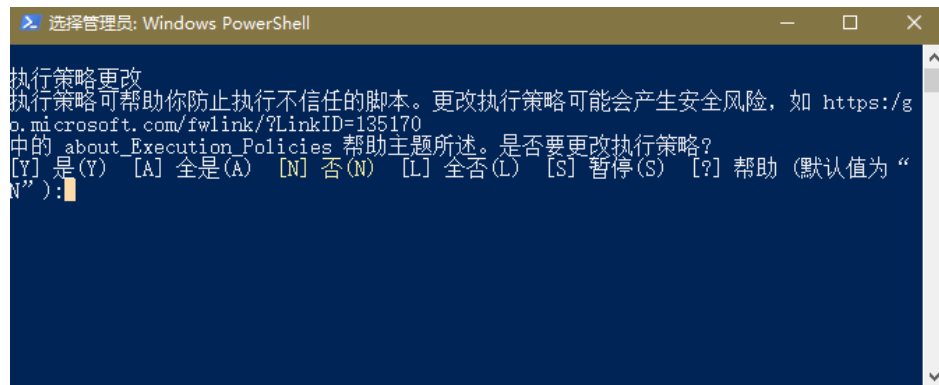 选择管理员: Windows PowerShell
执行策略更改
执行策略可帮助你防止执行不信任的脚本。更改执行策略可能会产生安全风险，如 https:/g
o.microsoft.com/fwlink/?LinkID=135170
中的 about_Execution_Policies 帮助主题所述。是否要更改执行策略?
[Y] 是(Y)  [A] 全是(A)  [N] 否(N)  [L] 全否(L)  [S] 暂停(S)  [?] 帮助 (默认值为“
N”):